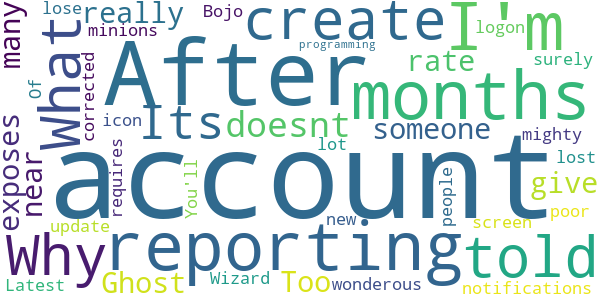 lose really Bojo create I'm
many minions logon
After programming rate surely
Of What corrected icon Its doesnt months someone mighty
exposes near requires account lot lost
You'll people give
Why reporting new screen poor
update told
Latest Ghost Wizard Too wonderous notifications